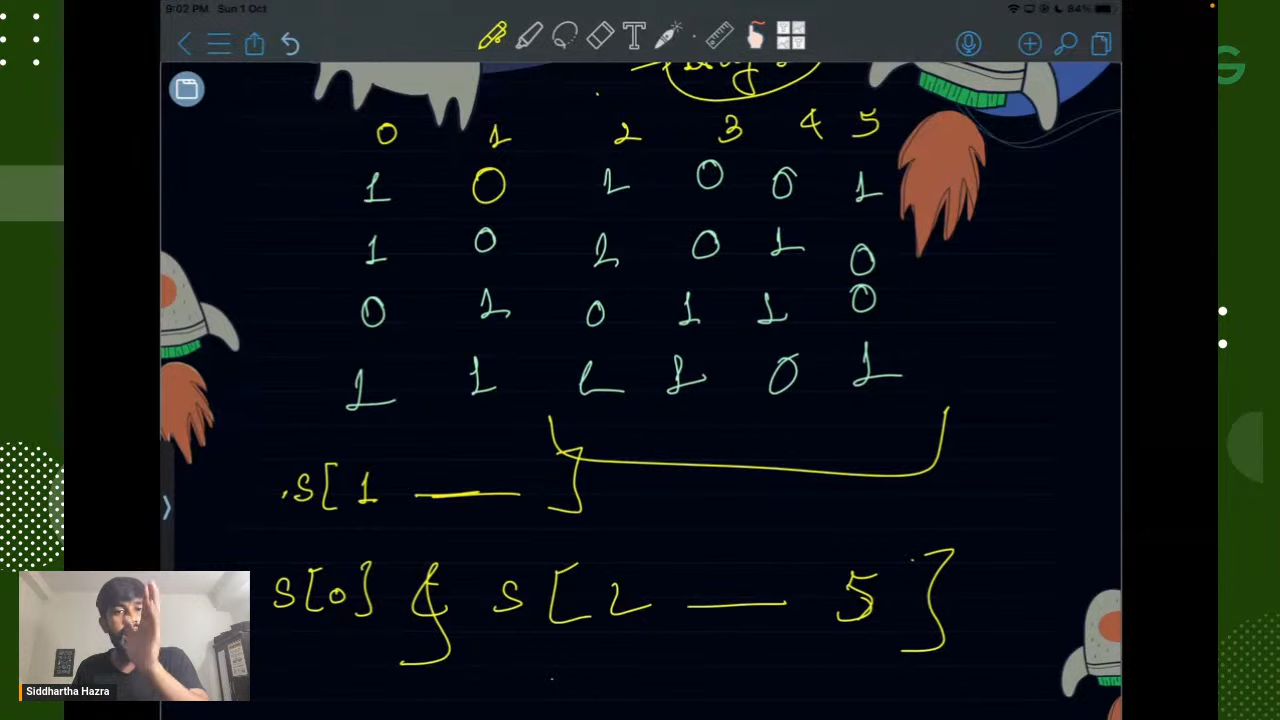 9:02 PM Sun 1 Oct 84%
0 1 2 3 4 5
1 0 1 0 0 1
1 0 1 0 1 0
0 1 0 1 1 0
1 1 1 1 0 1
s[1 — ]
s[0] & s[2 — 5]
Siddhartha Hazra